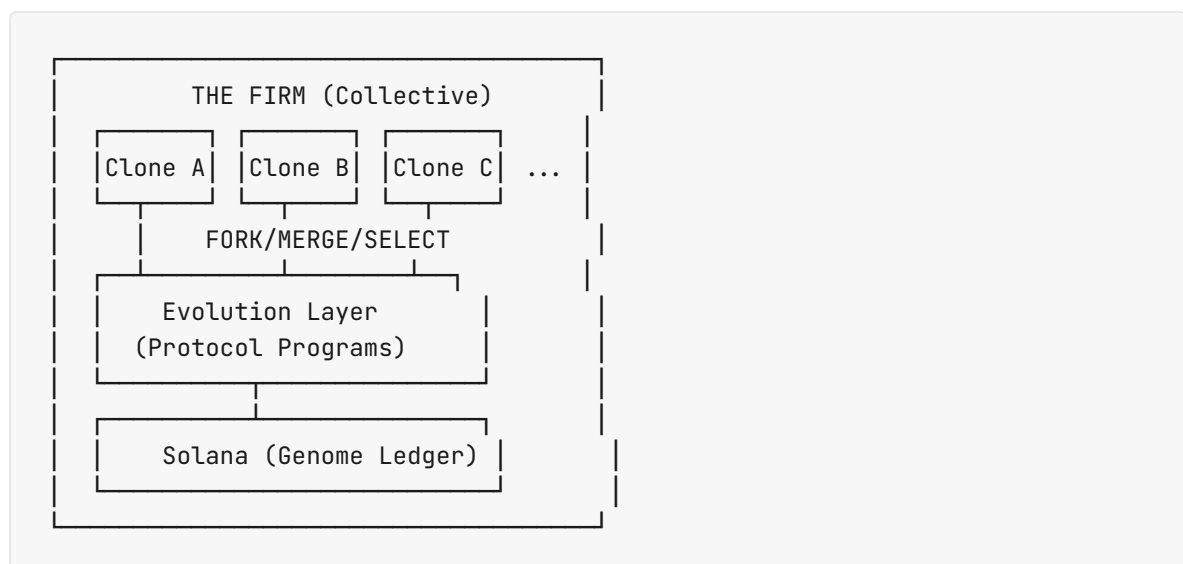 THE FIRM (Collective)
Clone A Clone B Clone C ...
FORK/MERGE/SELECT
Evolution Layer
(Protocol Programs)
Solana (Genome Ledger)